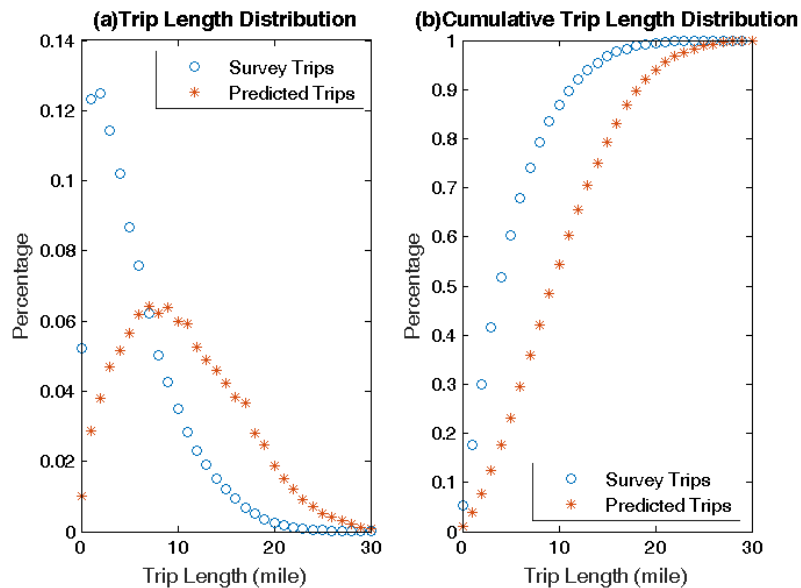 (a)Trip Length Distribution
0.14
0.12
0.1
0.08
0.06
0.04
0.02
0
Percentage
Survey Trips
Predicted Trips
0 10 20 30
Trip Length (mile)
(b)Cumulative Trip Length Distribution
1
0.9
0.8
0.7
0.6
0.5
0.4
0.3
0.2
0.1
0
Percentage
Survey Trips
Predicted Trips
0 10 20 30
Trip Length (mile)